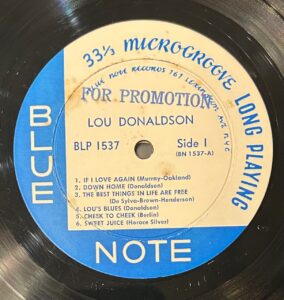 33⅓ MICROGROOVE LONG PLAYING
BLUE NOTE RECORDS 767 Lexington Ave NYC
FOR PROMOTION
LOU DONALDSON
BLP 1537
Side 1
(BN 1537-A)
1. IF I LOVE AGAIN (Murray-Oakland)
2. DOWN HOME (Donaldson)
3. THE BEST THINGS IN LIFE ARE FREE
(De Sylva-Brown-Henderson)
4. LOU'S BLUES (Donaldson)
5. CHEEK TO CHEEK (Berlin)
6. SWEET JUICE (Horace Silver)
BLUE
NOTE